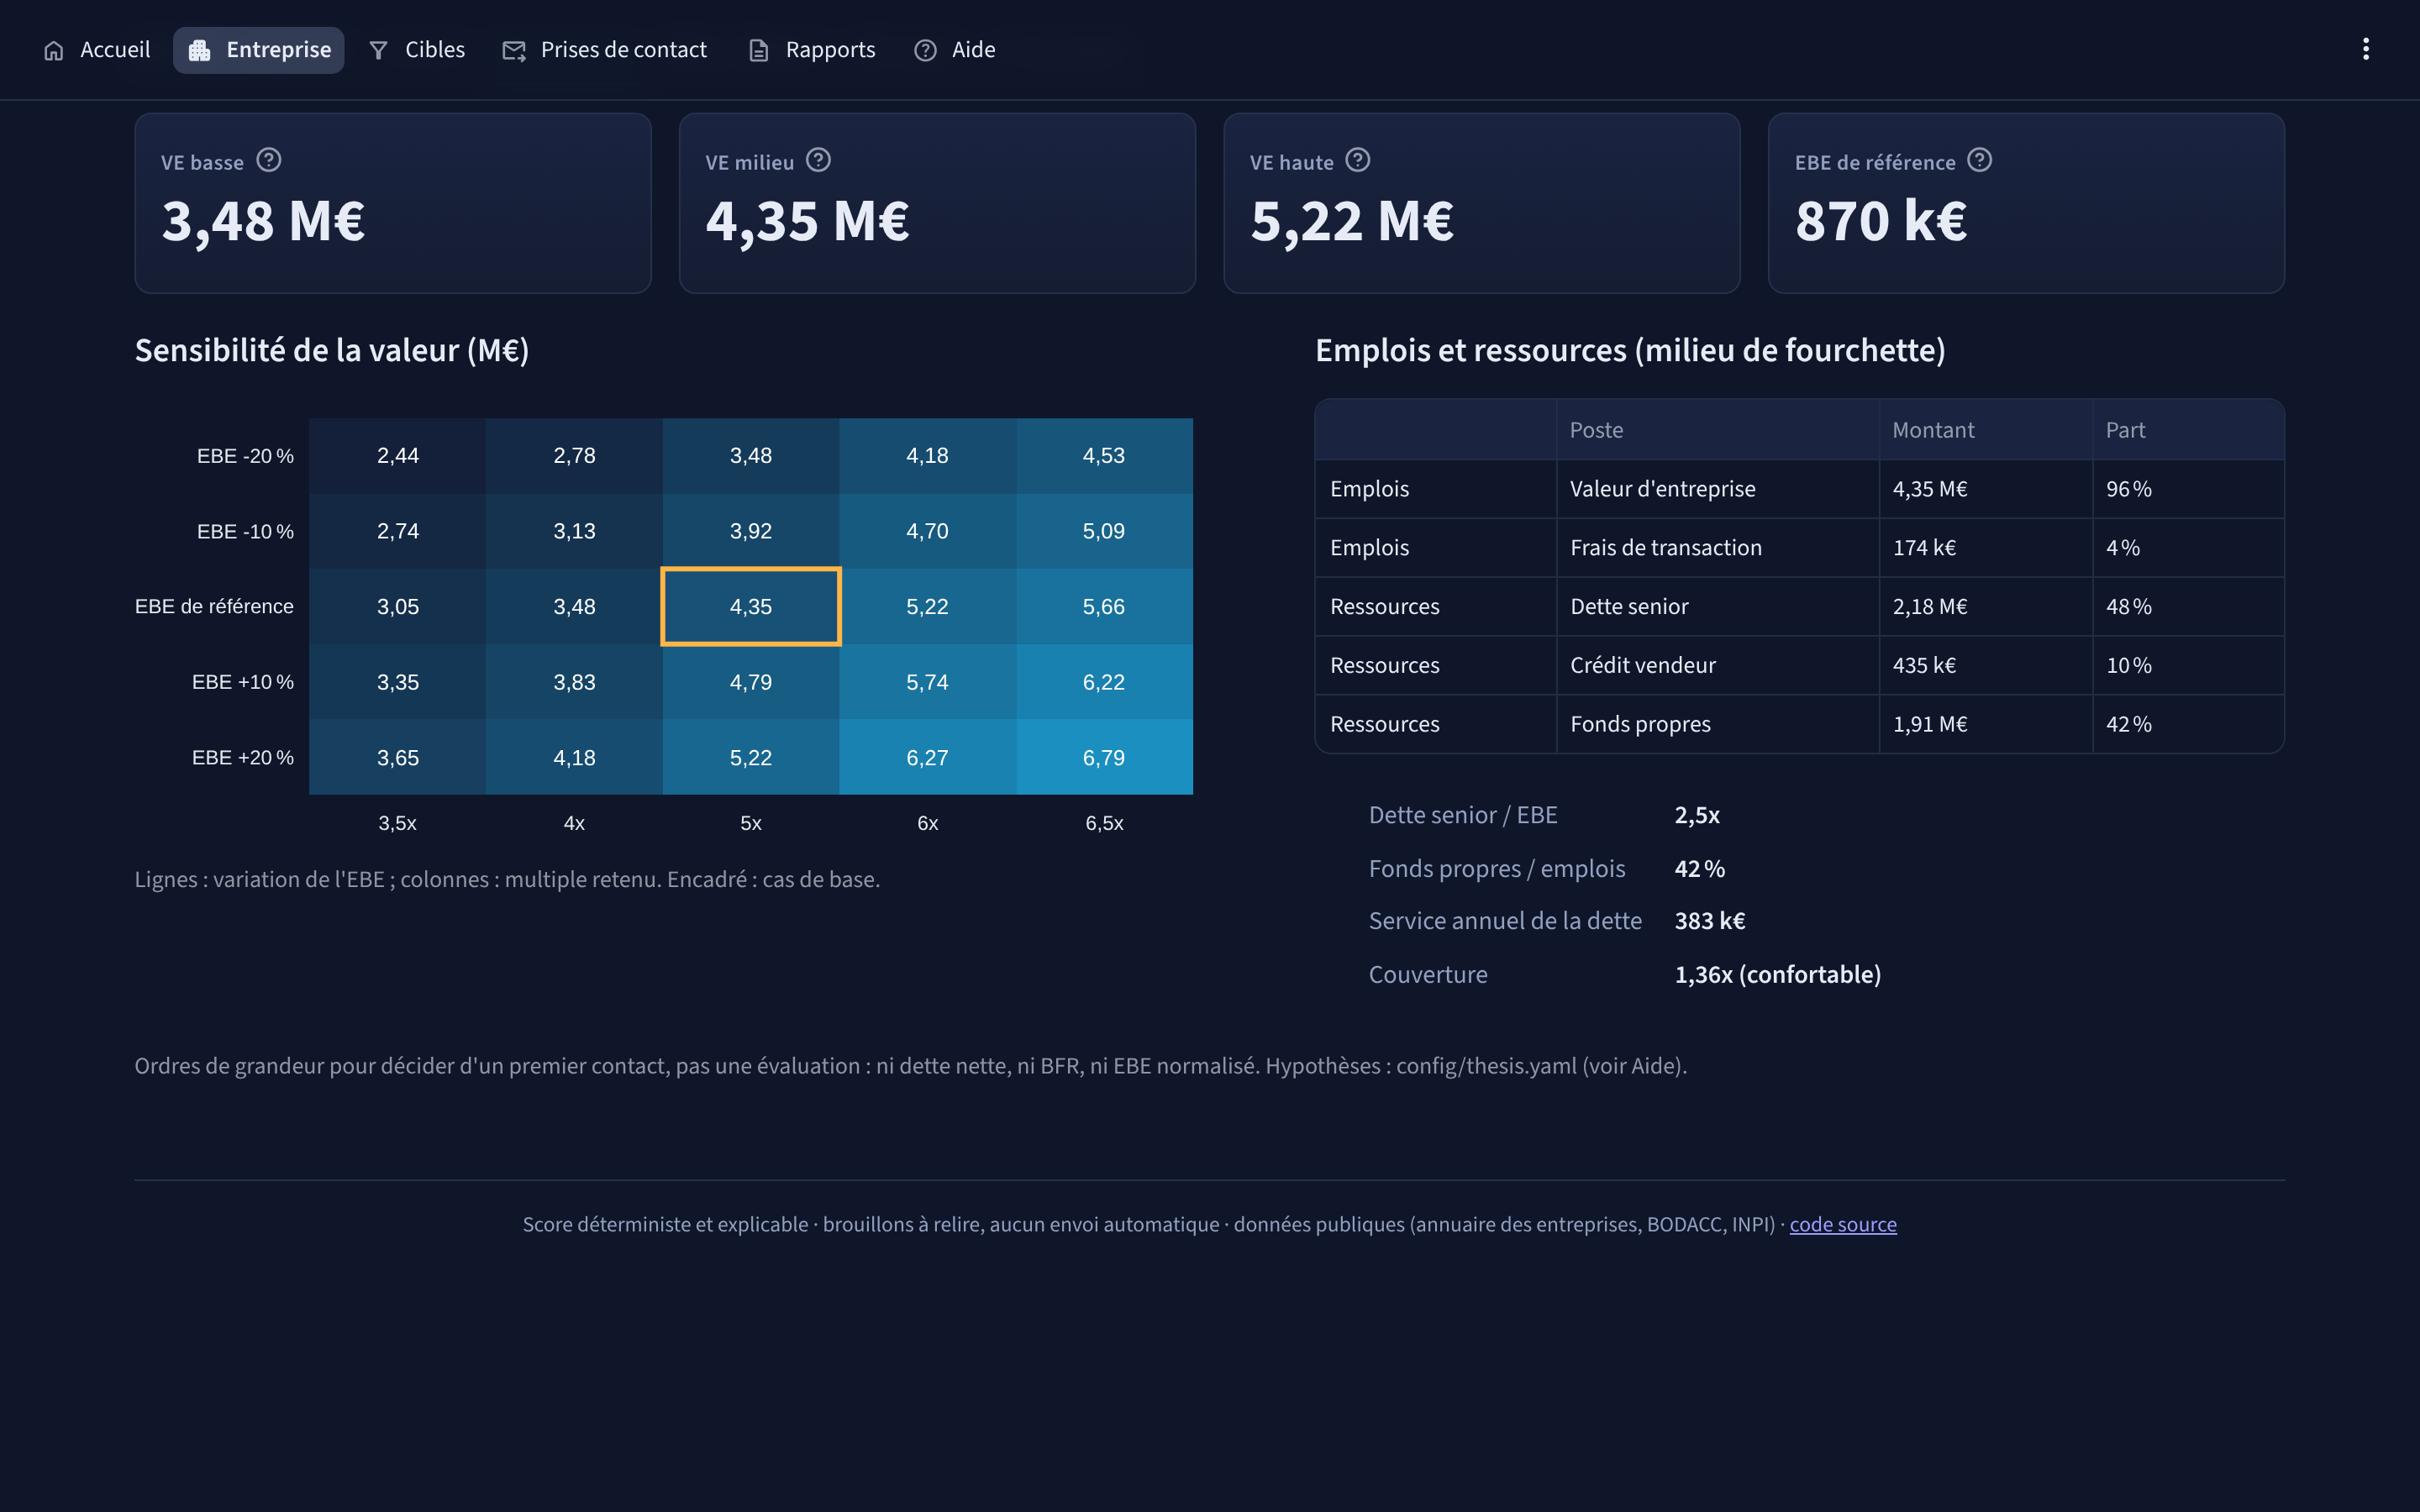 Accueil Entreprise Cibles Prises de contact Rapports Aide
VE basse VE milieu VE haute EBE de référence
3,48 M€ 4,35 M€ 5,22 M€ 870 k€
Sensibilité de la valeur (M€)
EBE -20 % 2,44 2,78 3,48 4,18 4,53
EBE -10 % 2,74 3,13 3,92 4,70 5,09
EBE de référence 3,05 3,48 4,35 5,22 5,66
EBE +10 % 3,35 3,83 4,79 5,74 6,22
EBE +20 % 3,65 4,18 5,22 6,27 6,79
3,5x 4x 5x 6x 6,5x
Lignes : variation de l'EBE ; colonnes : multiple retenu. Encadré : cas de base.
Emplois et ressources (milieu de fourchette)
Poste Montant Part
Emplois Valeur d'entreprise 4,35 M€ 96 %
Emplois Frais de transaction 174 k€ 4 %
Ressources Dette senior 2,18 M€ 48 %
Ressources Crédit vendeur 435 k€ 10 %
Ressources Fonds propres 1,91 M€ 42 %
Dette senior / EBE 2,5x
Fonds propres / emplois 42 %
Service annuel de la dette 383 k€
Couverture 1,36x (confortable)
Ordres de grandeur pour décider d'un premier contact, pas une évaluation : ni dette nette, ni BFR, ni EBE normalisé. Hypothèses : config/thesis.yaml (voir Aide).
Score déterministe et explicable · brouillons à relire, aucun envoi automatique · données publiques (annuaire des entreprises, BODACC, INPI) · code source